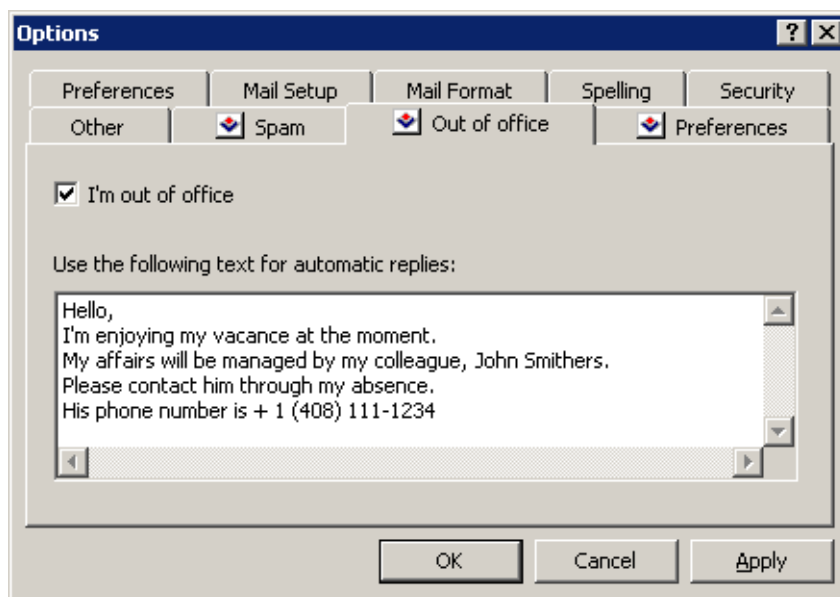 Options
Preferences Mail Setup Mail Format Spelling Security
Other Spam Out of office Preferences
I'm out of office
Use the following text for automatic replies:
Hello,
I'm enjoying my vacance at the moment.
My affairs will be managed by my colleague, John Smithers.
Please contact him through my absence.
His phone number is + 1 (408) 111-1234
OK Cancel Apply